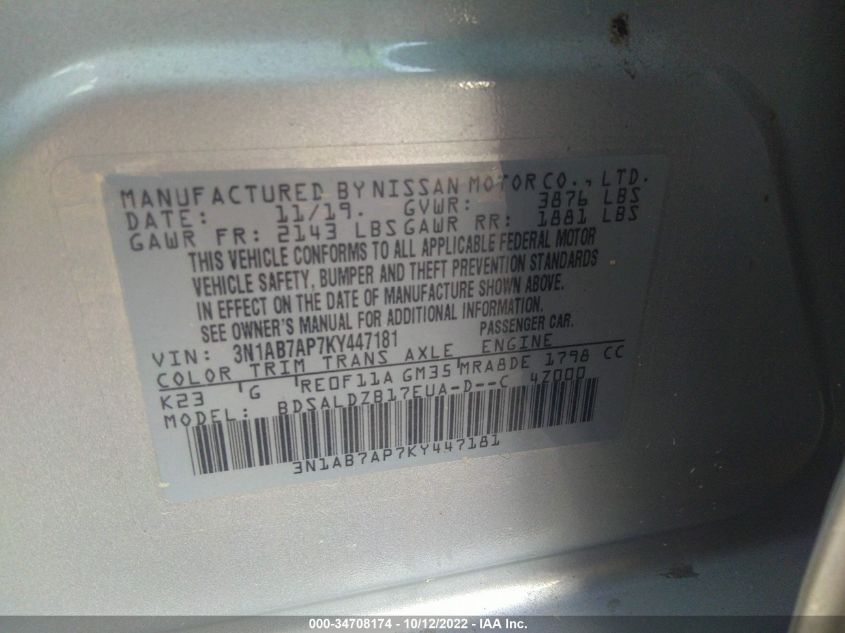 MANUFACTURED BY NISSAN MOTOR CO., LTD.
DATE: 11/19. GVWR: 3876 LBS
GAWR FR: 2143 LBS GAWR RR: 1881 LBS
THIS VEHICLE CONFORMS TO ALL APPLICABLE FEDERAL MOTOR
VEHICLE SAFETY, BUMPER AND THEFT PREVENTION STANDARDS
IN EFFECT ON THE DATE OF MANUFACTURE SHOWN ABOVE.
SEE OWNER'S MANUAL FOR ADDITIONAL INFORMATION.
VIN: 3N1AB7AP7KY447181 PASSENGER CAR.
COLOR TRIM TRANS AXLE ENGINE
K23 'G 'RE0F11A GM35'MRA8DE 1798 CC
MODEL: BDSALDZB17EUA-D--C 4Z000
3N1AB7AP7KY447181
000-34708174 - 10/12/2022 - IAA Inc.